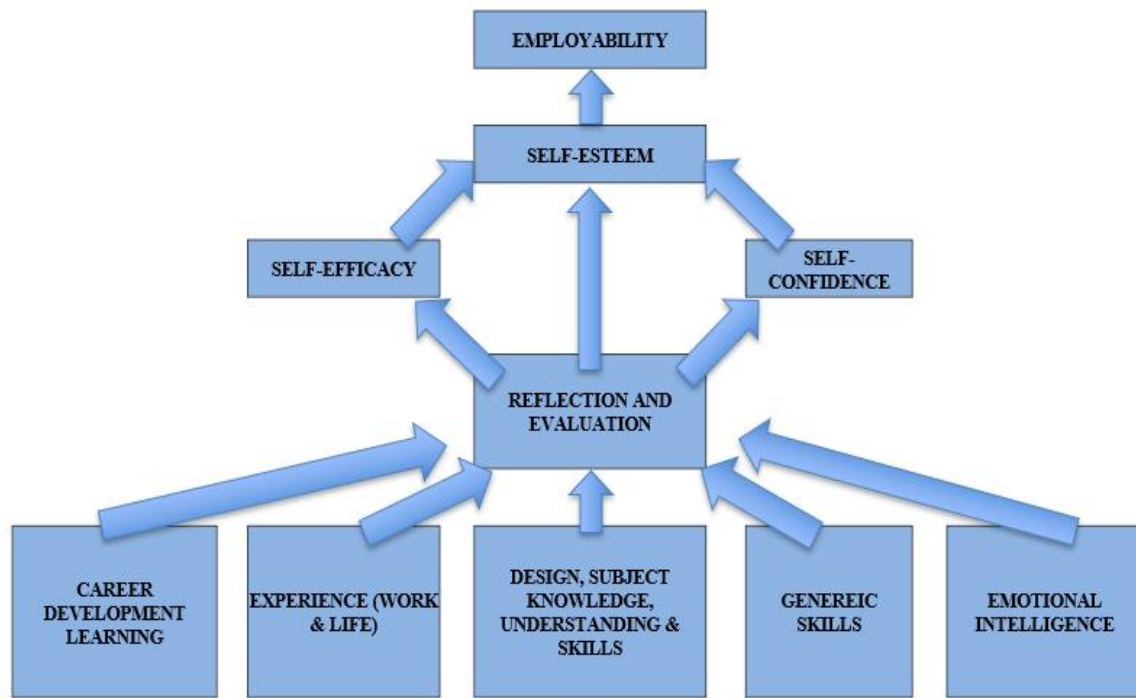 EMPLOYABILITY
SELF-ESTEEM
SELF-EFFICACY
SELF-
CONFIDENCE
REFLECTION AND
EVALUATION
CAREER
DEVELOPMENT
LEARNING
EXPERIENCE (WORK
& LIFE)
DESIGN, SUBJECT
KNOWLEDGE,
UNDERSTANDING &
SKILLS
GENEREIC
SKILLS
EMOTIONAL
INTELLIGENCE